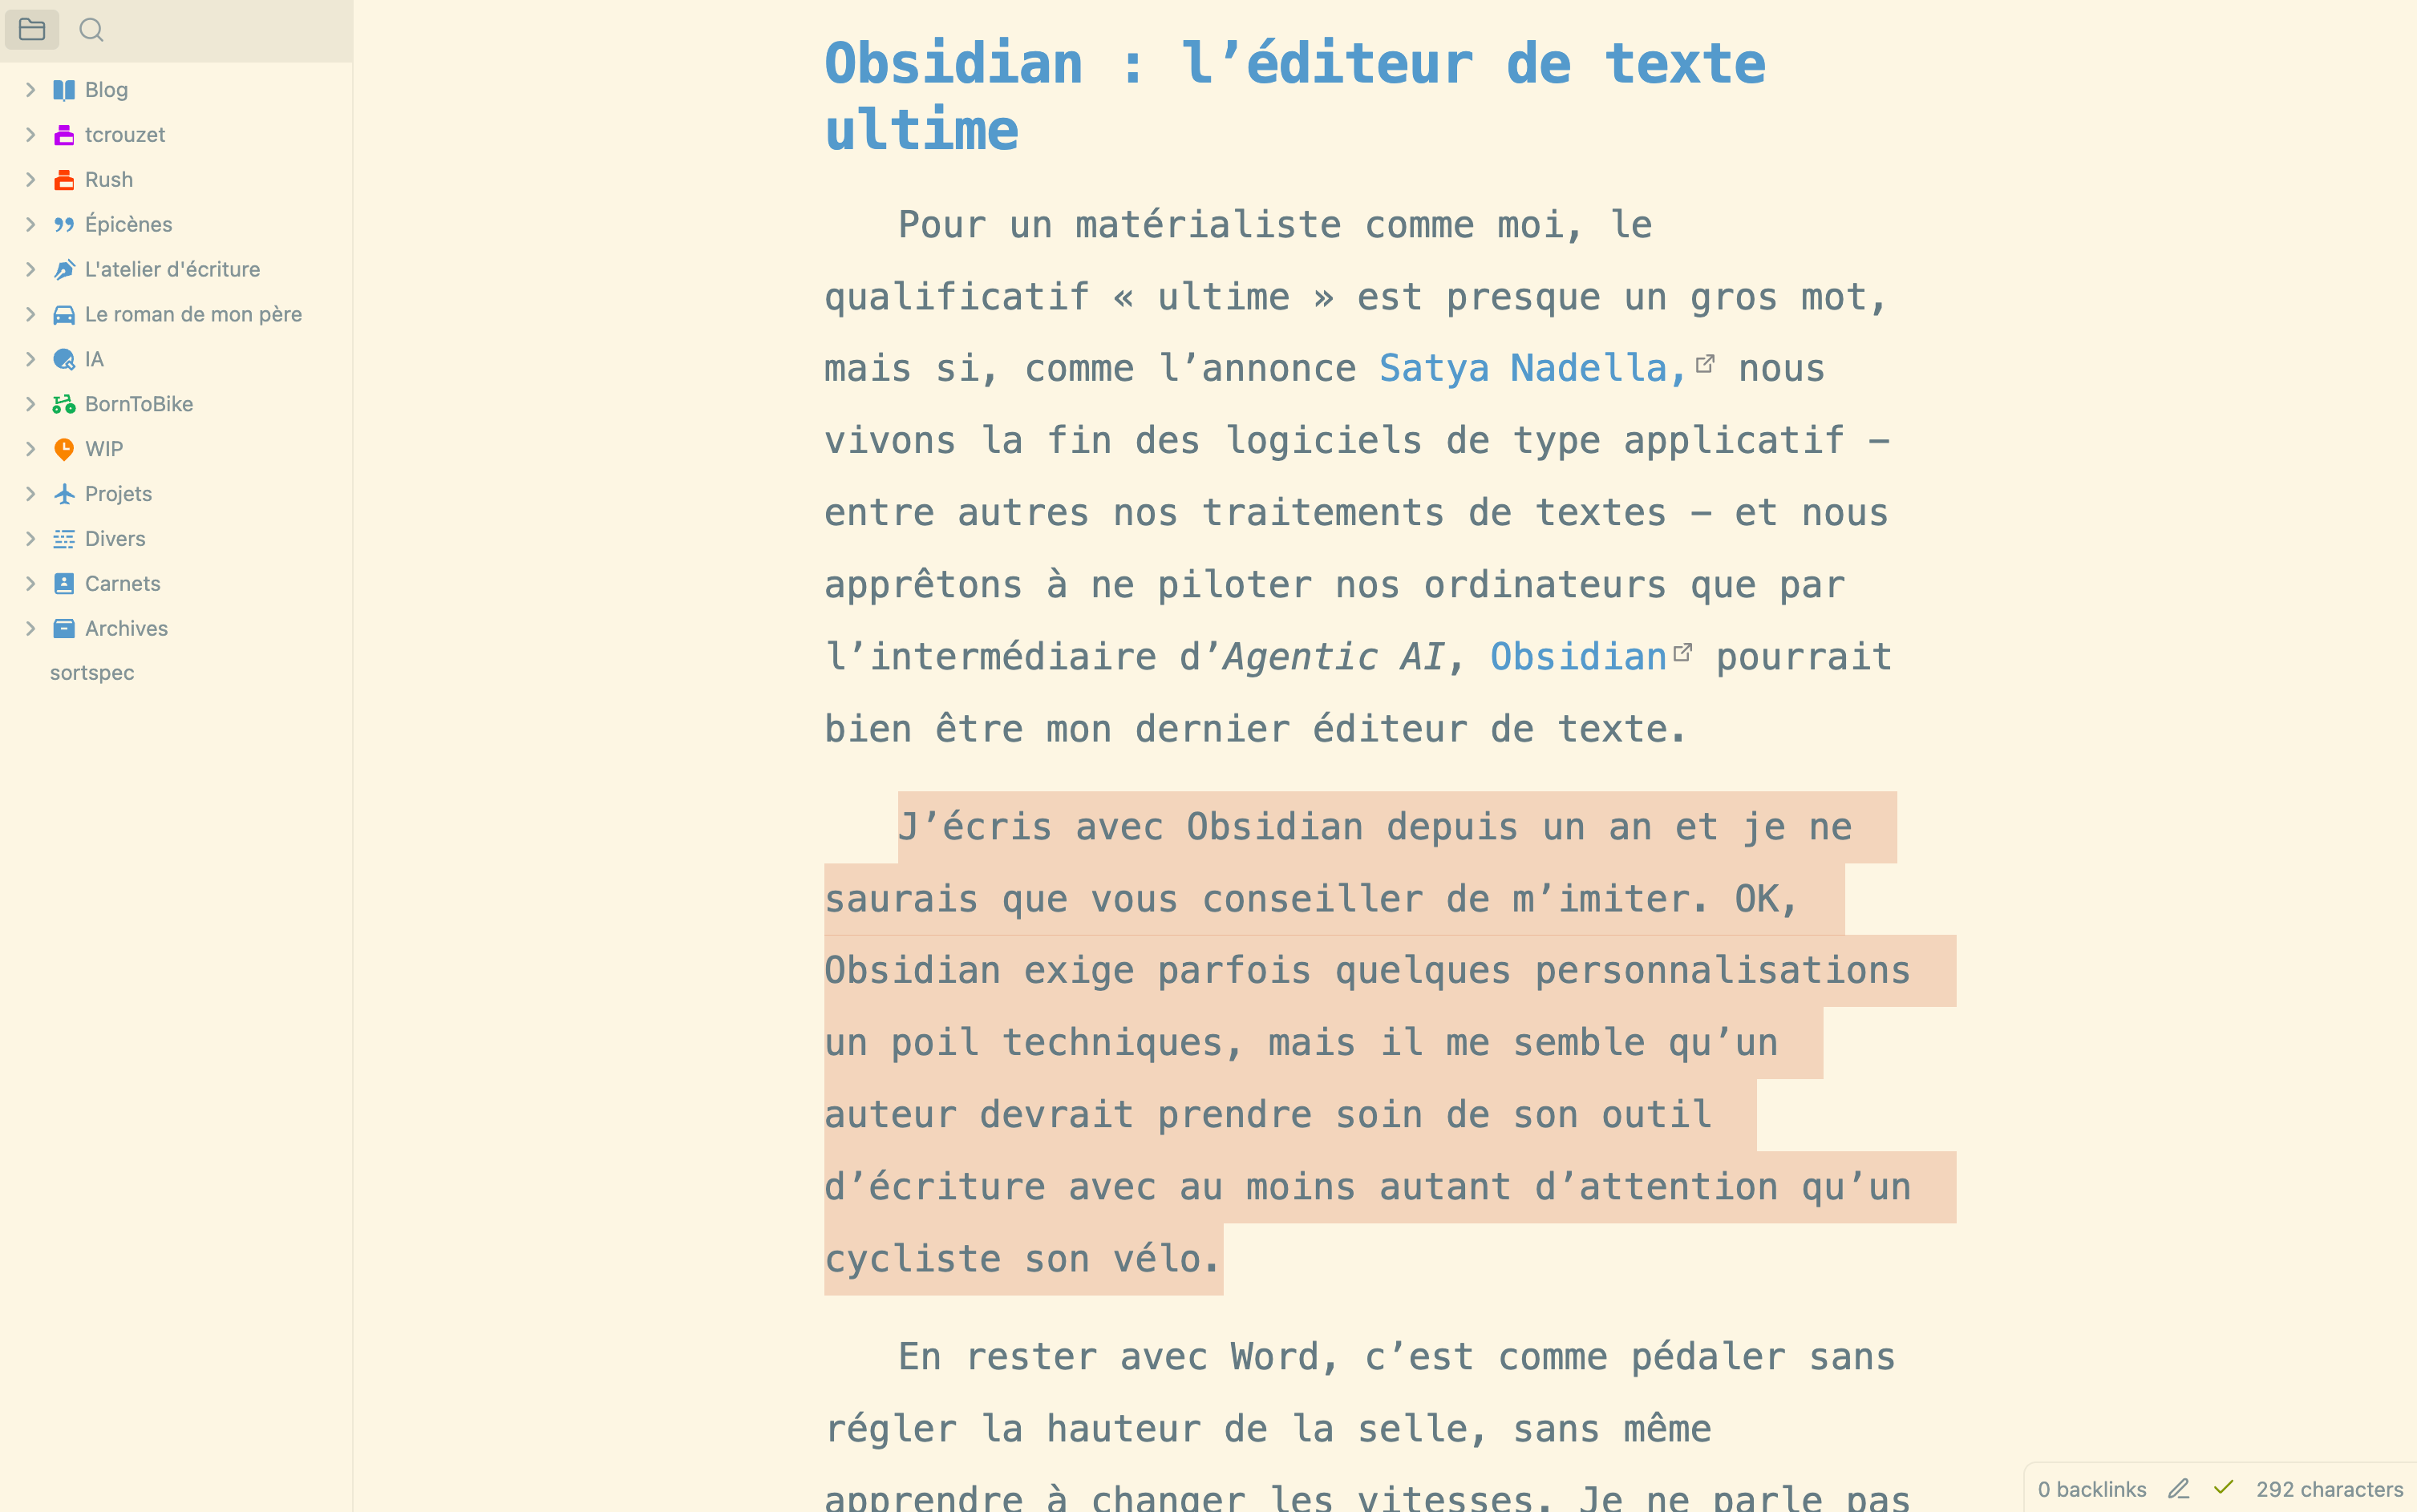 Blog
tcrouzet
Rush
Épicènes
L'atelier d'écriture
Le roman de mon père
IA
BornToBike
WIP
Projets
Divers
Carnets
Archives
sortspec
Obsidian : l’éditeur de texte
ultime
Pour un matérialiste comme moi, le
qualificatif « ultime » est presque un gros mot,
mais si, comme l’annonce Satya Nadella, nous
vivons la fin des logiciels de type applicatif –
entre autres nos traitements de textes – et nous
apprêtons à ne piloter nos ordinateurs que par
l’intermédiaire d’Agentic AI, Obsidian pourrait
bien être mon dernier éditeur de texte.
J’écris avec Obsidian depuis un an et je ne
saurais que vous conseiller de m’imiter. OK,
Obsidian exige parfois quelques personnalisations
un poil techniques, mais il me semble qu’un
auteur devrait prendre soin de son outil
d’écriture avec au moins autant d’attention qu’un
cycliste son vélo.
En rester avec Word, c’est comme pédaler sans
régler la hauteur de la selle, sans même
apprendre à changer les vitesses. Je ne parle pas
0 backlinks
292 characters